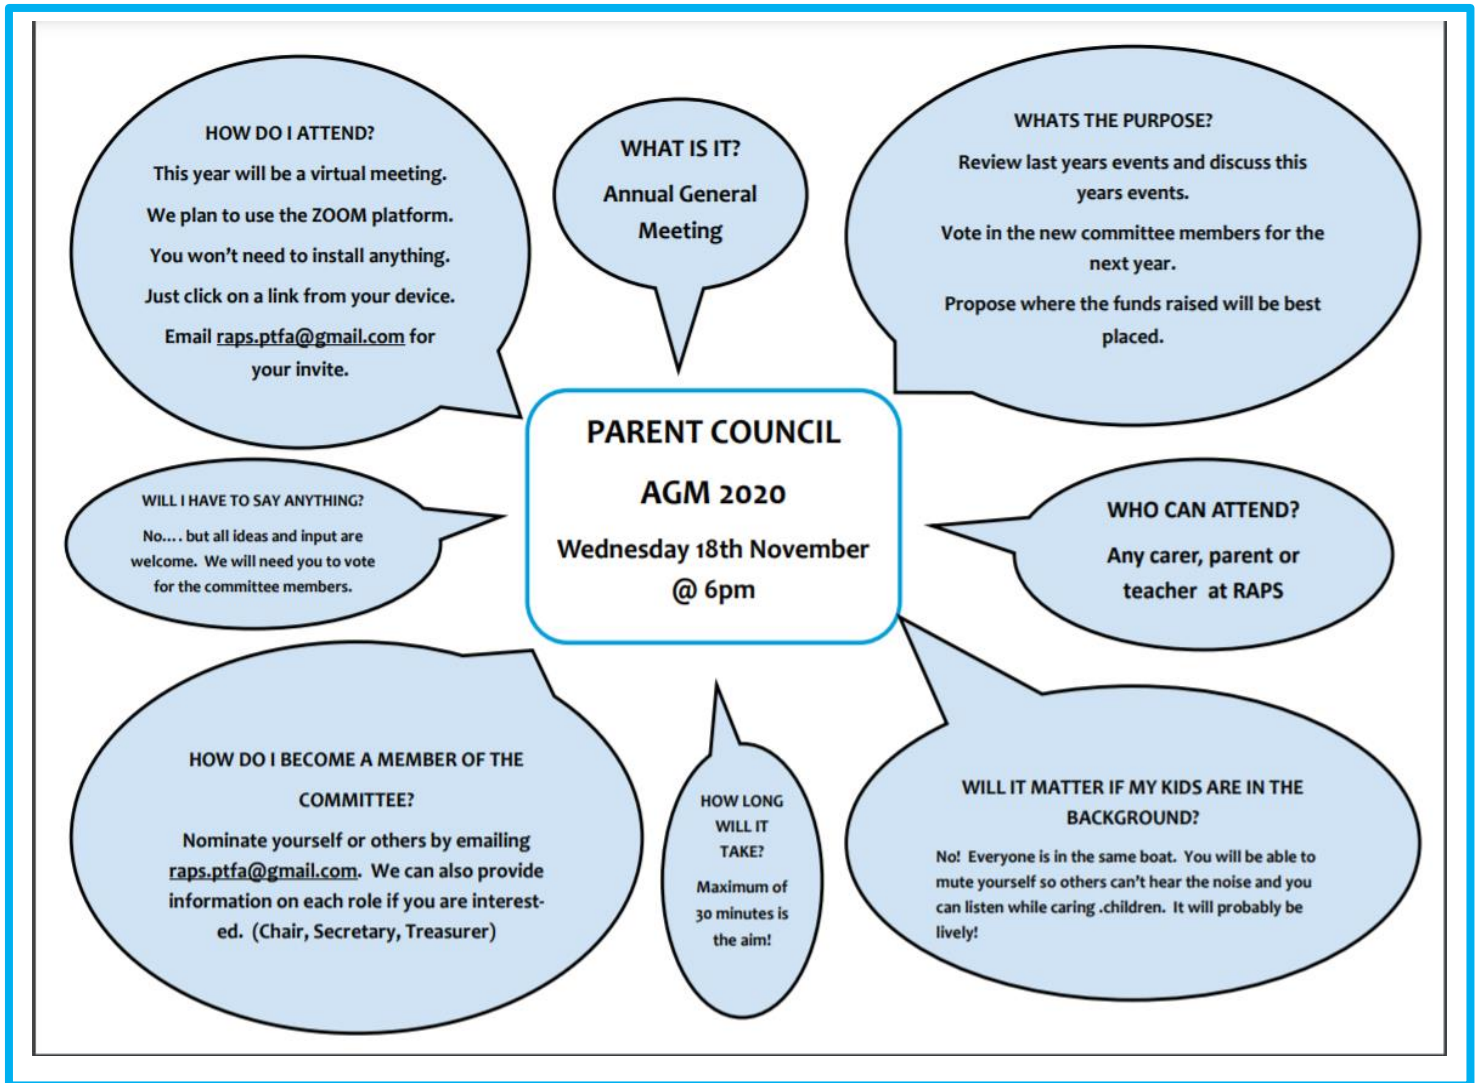 HOW DO I ATTEND?
This year will be a virtual meeting.
We plan to use the ZOOM platform.
You won't need to install anything.
Just click on a link from your device.
Email raps.ptfa@gmail.com for
your invite.
WHAT IS IT?
Annual General
Meeting
WHATS THE PURPOSE?
Review last years events and discuss this
years events.
Vote in the new committee members for the
next year.
Propose where the funds raised will be best
placed.
PARENT COUNCIL
AGM 2020
Wednesday 18th November
@ 6pm
WILL I HAVE TO SAY ANYTHING?
No.... but all ideas and input are
welcome. We will need you to vote
for the committee members.
WHO CAN ATTEND?
Any carer, parent or
teacher at RAPS
HOW DO I BECOME A MEMBER OF THE
COMMITTEE?
Nominate yourself or others by emailing
raps.ptfa@gmail.com. We can also provide
information on each role if you are interest-
ed. (Chair, Secretary, Treasurer)
HOW LONG
WILL IT
TAKE?
Maximum of
30 minutes is
the aim!
WILL IT MATTER IF MY KIDS ARE IN THE
BACKGROUND?
No! Everyone is in the same boat. You will be able to
mute yourself so others can't hear the noise and you
can listen while caring .children. It will probably be
lively!